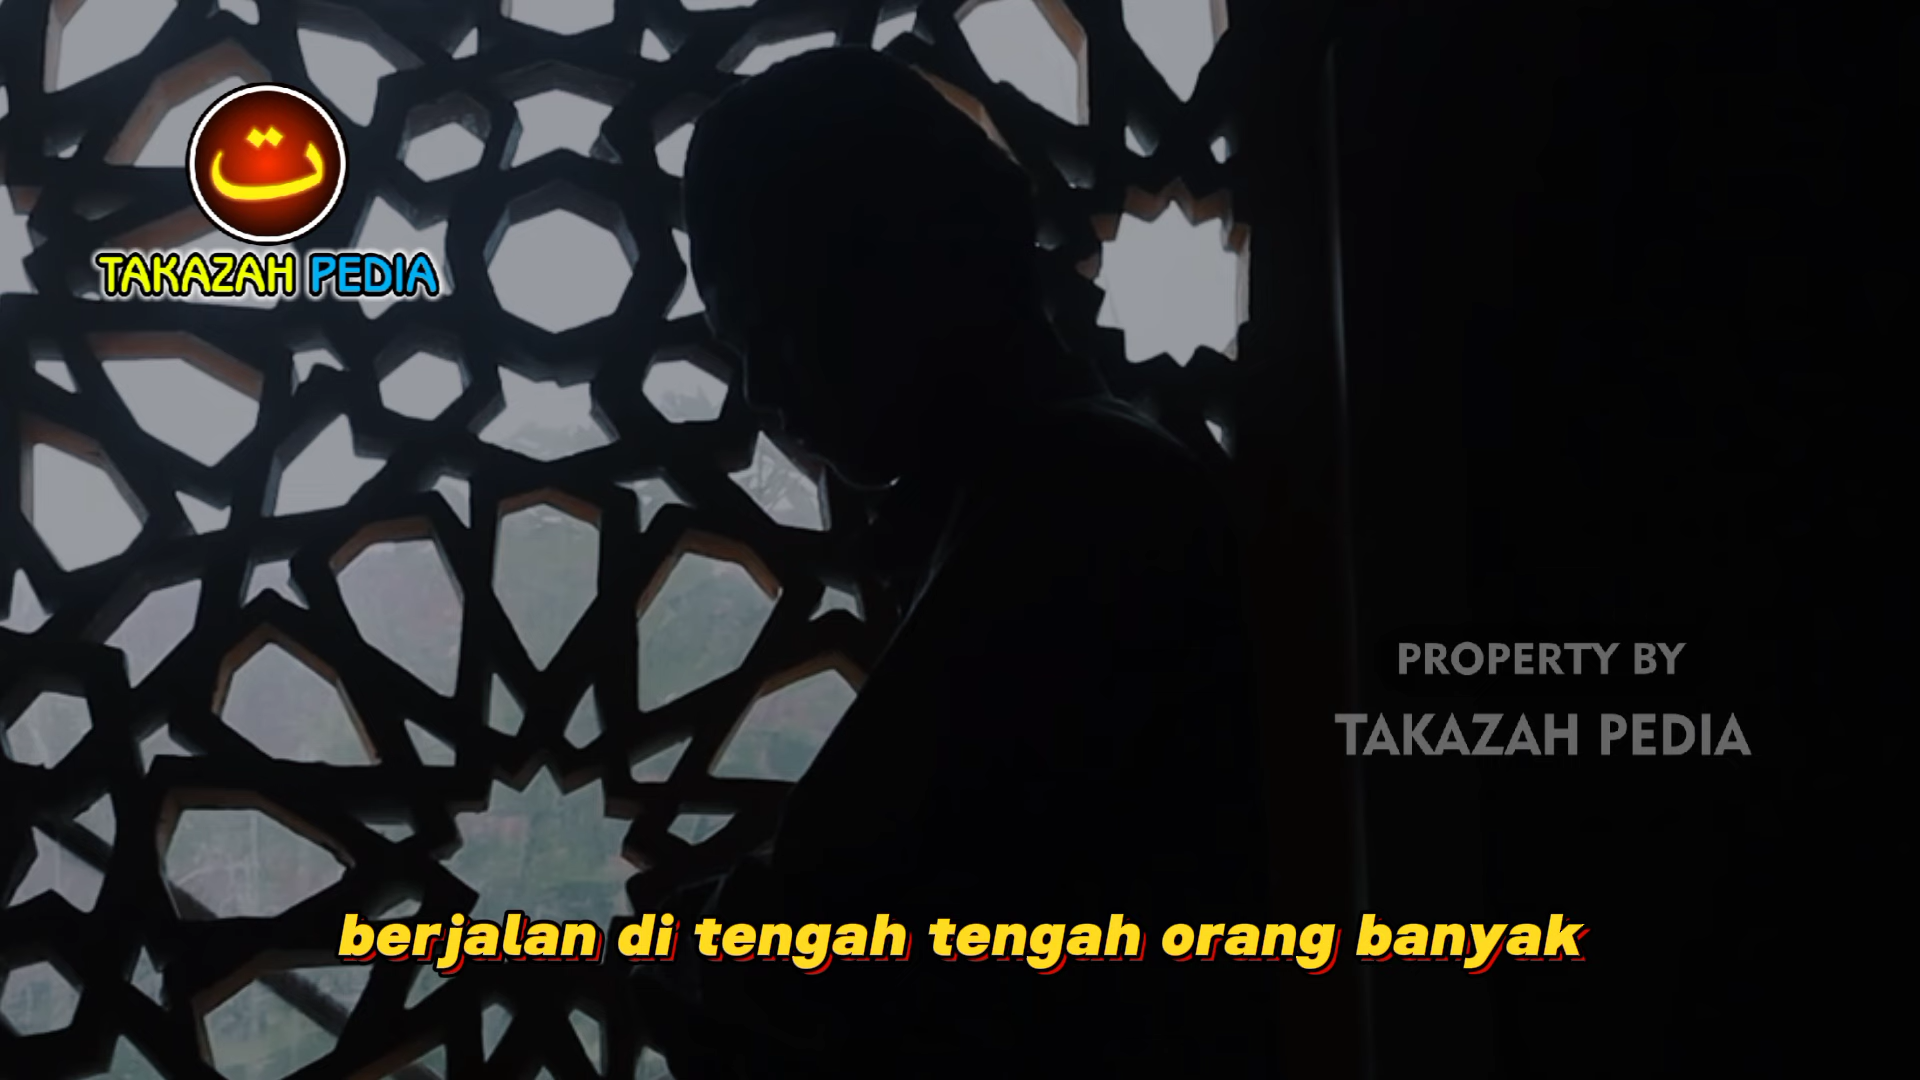 ت
TAKAZAH PEDIA
PROPERTY BY
TAKAZAH PEDIA
berjalan di tengah tengah orang banyak